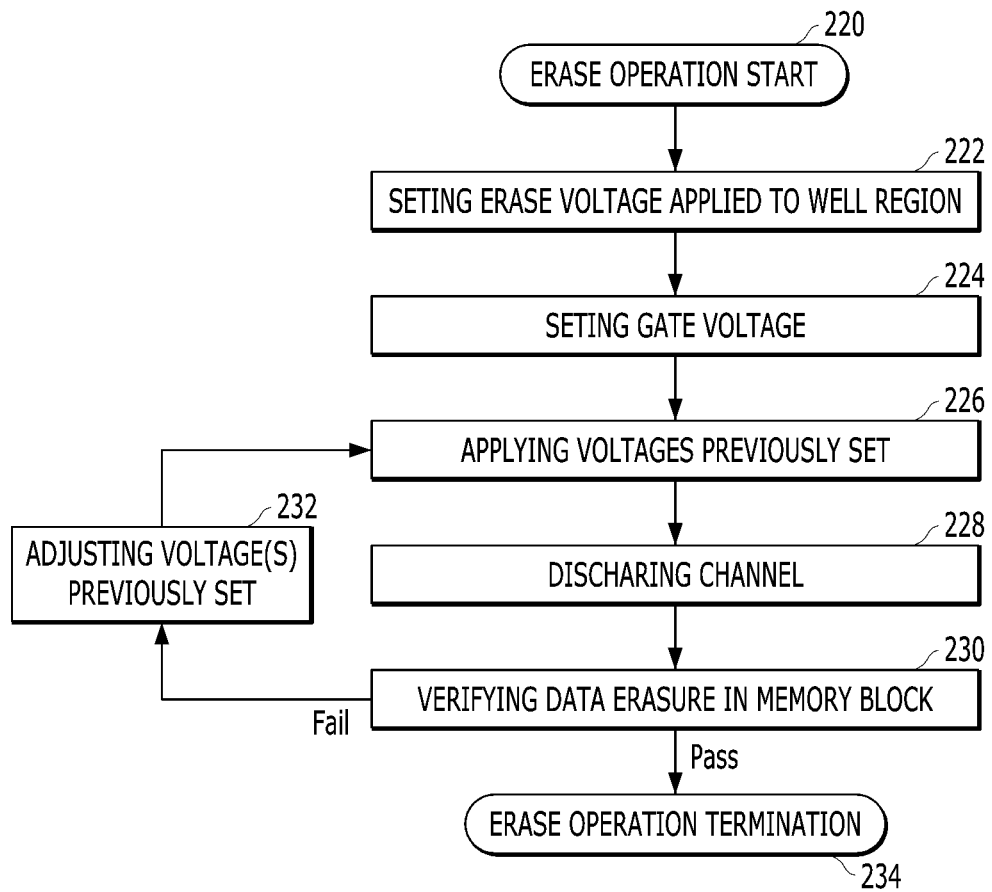 220
ERASE OPERATION START
222
SETING ERASE VOLTAGE APPLIED TO WELL REGION
224
SETING GATE VOLTAGE
226
APPLYING VOLTAGES PREVIOUSLY SET
232
ADJUSTING VOLTAGE(S)
PREVIOUSLY SET
228
DISCHARING CHANNEL
230
VERIFYING DATA ERASURE IN MEMORY BLOCK
Fail
Pass
ERASE OPERATION TERMINATION
234